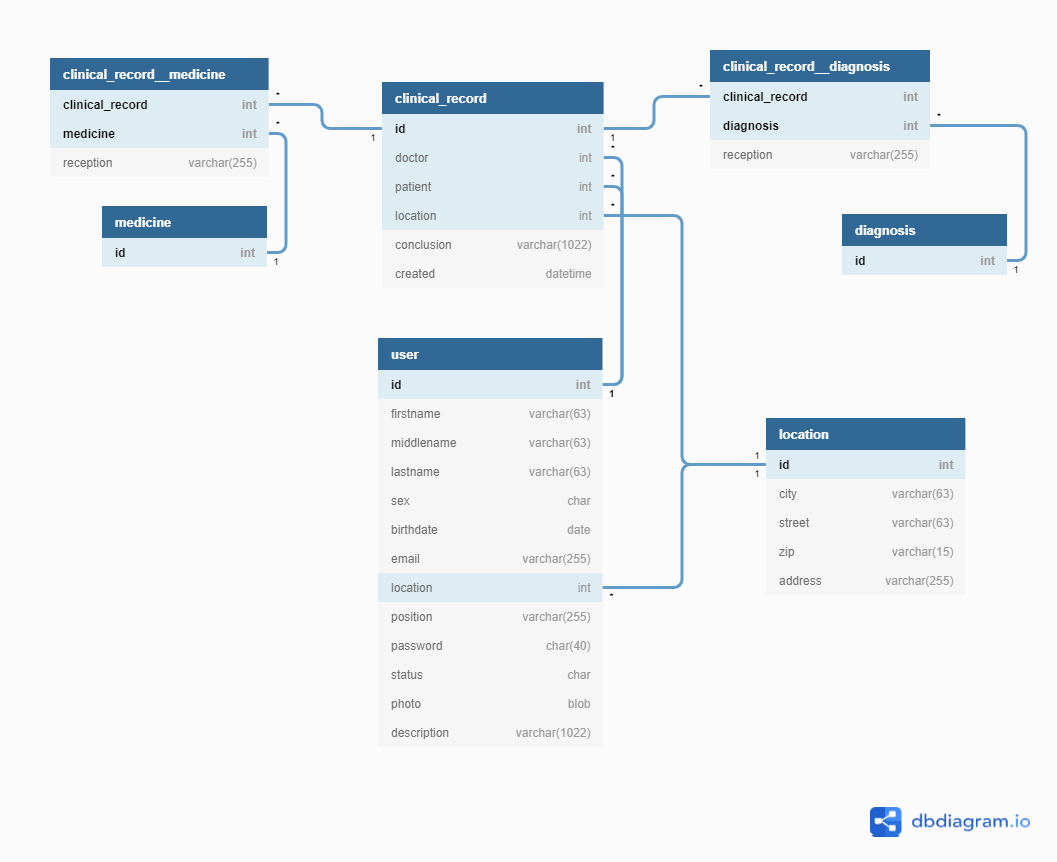 clinical_record__medicine
clinical_record int
medicine int
reception varchar(255)
medicine
id int
clinical_record
id int
doctor int
patient int
location int
conclusion varchar(1022)
created datetime
clinical_record__diagnosis
clinical_record int
diagnosis int
reception varchar(255)
diagnosis
id int
user
id int
firstname varchar(63)
middlename varchar(63)
lastname varchar(63)
sex char
birthdate date
email varchar(255)
location int
position varchar(255)
password char(40)
status char
photo blob
description varchar(1022)
location
id int
city varchar(63)
street varchar(63)
zip varchar(15)
address varchar(255)
*
1
*
1
*
1
*
1
*
*
*
1
1
1
*
dbdiagram.io